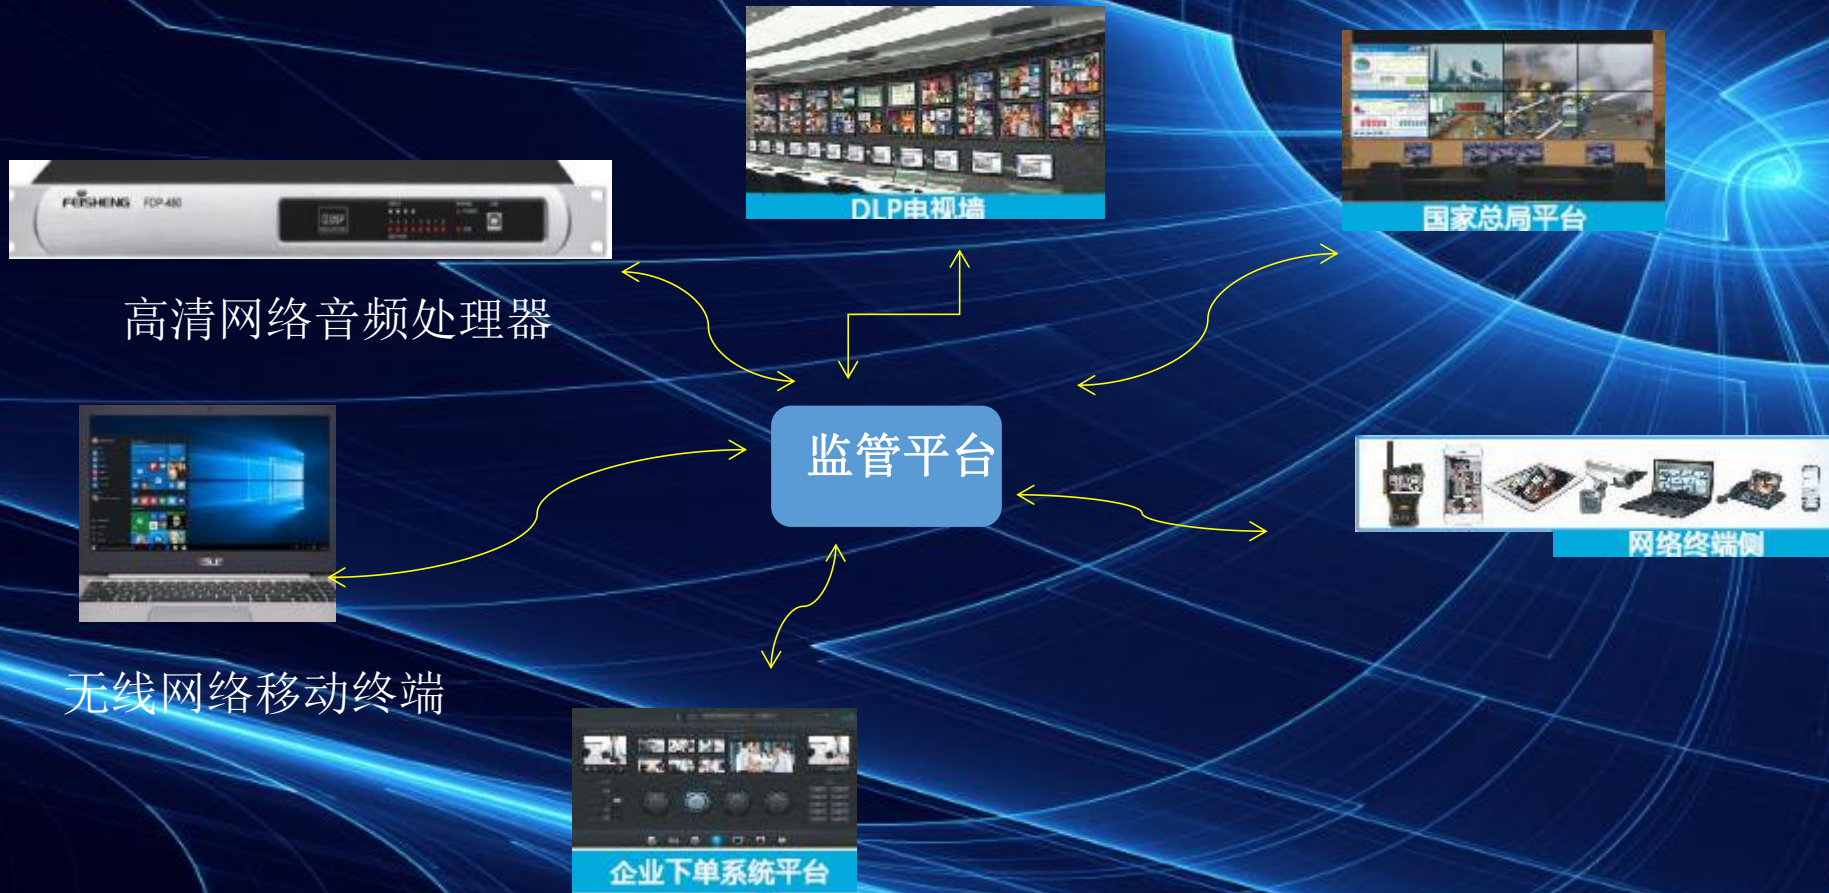 DLP电视墙
国家总局平台
FEISHENG FDP-480
高清网络音频处理器
监管平台
网络终端侧
无线网络移动终端
企业下单系统平台